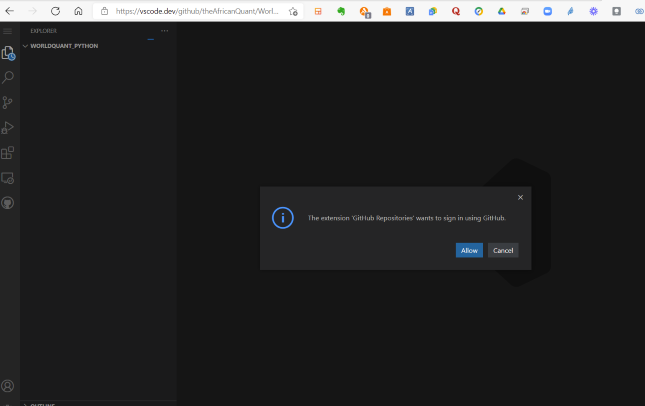 https://vscode.dev/github/theAfricanQuant/Worl...
EXPLORER
WORLDQUANT_PYTHON
The extension 'GitHub Repositories' wants to sign in using GitHub.
Allow
Cancel
OUTLINE